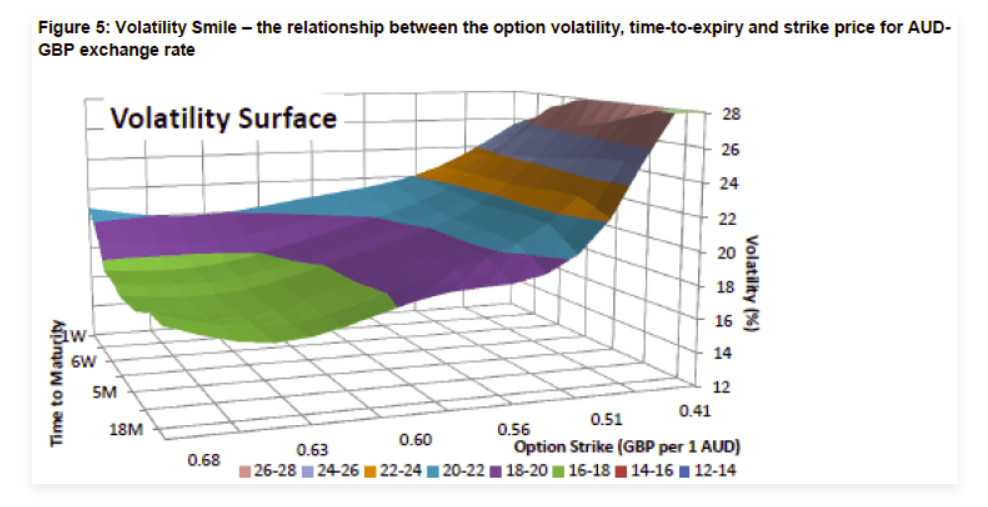 Figure 5: Volatility Smile – the relationship between the option volatility, time-to-expiry and strike price for AUD-
GBP exchange rate
Volatility Surface
28
26
24
22
20
18
16
14
12
Volatility (%)
Time to Maturity
1W
6W
5M
18M
0.68
0.63
0.60
0.56
0.51
0.41
Option Strike (GBP per 1 AUD)
26-28 24-26 22-24 20-22 18-20 16-18 14-16 12-14